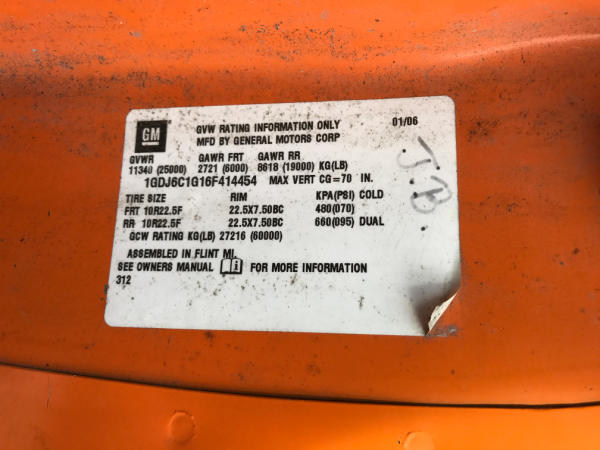 GM
GVW RATING INFORMATION ONLY 01/06
MFD BY GENERAL MOTORS CORP
GVWR GAWR FRT GAWR RR
11340 (25000) 2721 (6000) 8618 (19000) KG(LB)
1GDJ6C1G16F414454 MAX VERT CG=70 IN.
TIRE SIZE RIM KPA(PSI) COLD
FRT 10R22.5F 22.5X7.50BC 480(070)
RR 10R22.5F 22.5X7.50BC 660(095) DUAL
GCW RATING KG(LB) 27216 (60000)
ASSEMBLED IN FLINT MI.
SEE OWNERS MANUAL FOR MORE INFORMATION
312
JB